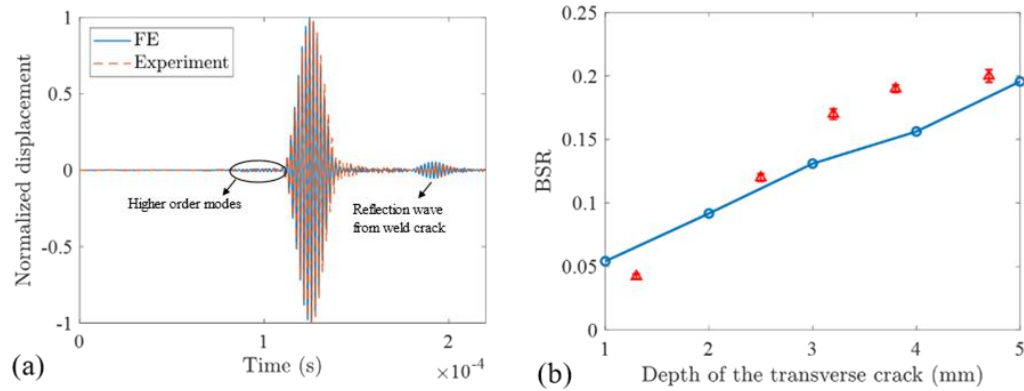 (a)
Normalized displacement
1
0.5
0
-0.5
-1
FE
Experiment
Higher order modes
Reflection wave
from weld crack
0
1
2
Time (s)
×10⁻⁴
(b)
BSR
0.25
0.2
0.15
0.1
0.05
0
1
2
3
4
5
Depth of the transverse crack (mm)